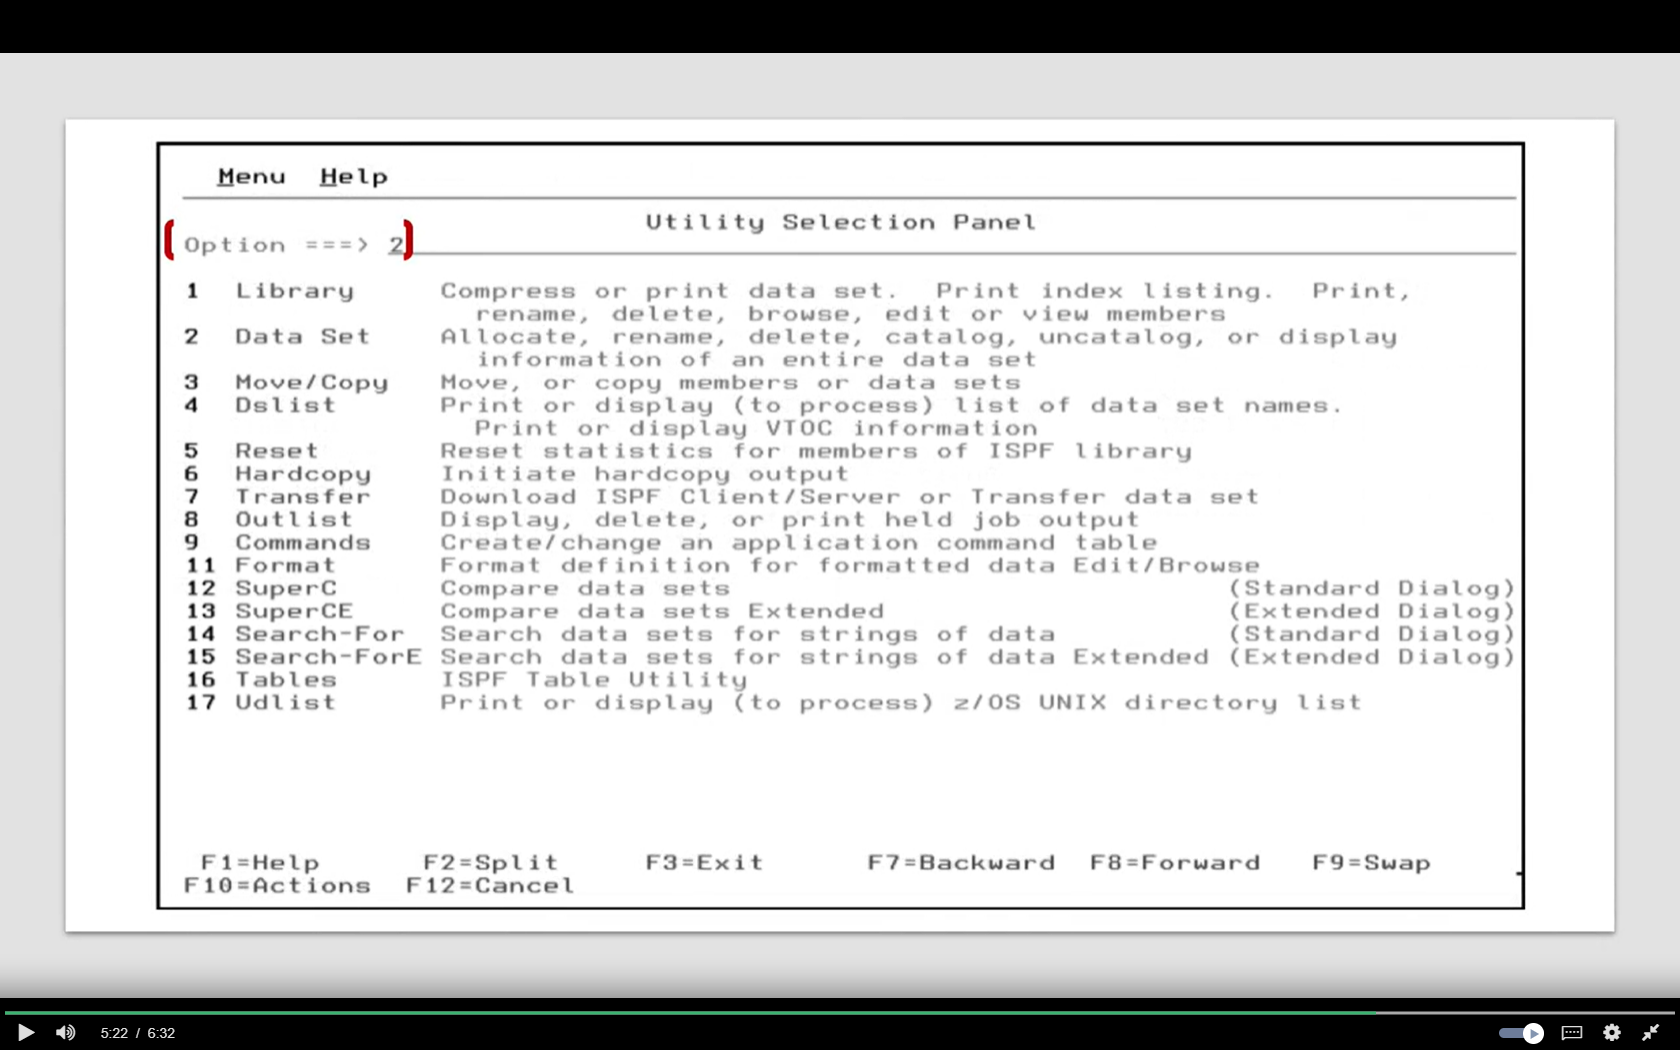 Menu Help
Utility Selection Panel
Option ===> 2
1 Library Compress or print data set. Print index listing. Print,
rename, delete, browse, edit or view members
2 Data Set Allocate, rename, delete, catalog, uncatalog, or display
information of an entire data set
3 Move/Copy Move, or copy members or data sets
4 Dslist Print or display (to process) list of data set names.
Print or display VTOC information
5 Reset Reset statistics for members of ISPF library
6 Hardcopy Initiate hardcopy output
7 Transfer Download ISPF Client/Server or Transfer data set
8 Outlist Display, delete, or print held job output
9 Commands Create/change an application command table
11 Format Format definition for formatted data Edit/Browse
12 SuperC Compare data sets (Standard Dialog)
13 SuperCE Compare data sets Extended (Extended Dialog)
14 Search-For Search data sets for strings of data (Standard Dialog)
15 Search-ForE Search data sets for strings of data Extended (Extended Dialog)
16 Tables ISPF Table Utility
17 Udlist Print or display (to process) z/OS UNIX directory list
F1=Help F2=Split F3=Exit F7=Backward F8=Forward F9=Swap
F10=Actions F12=Cancel
5:22 / 6:32